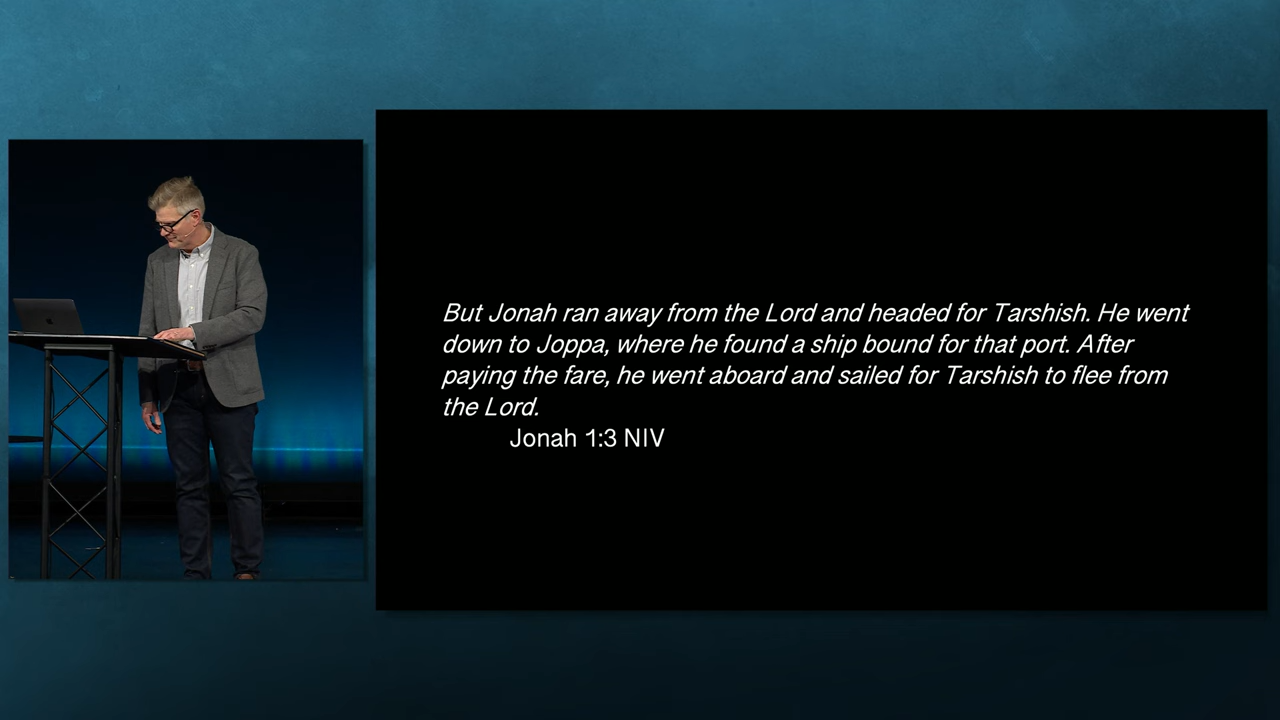 But Jonah ran away from the Lord and headed for Tarshish. He went
down to Joppa, where he found a ship bound for that port. After
paying the fare, he went aboard and sailed for Tarshish to flee from
the Lord.
Jonah 1:3 NIV